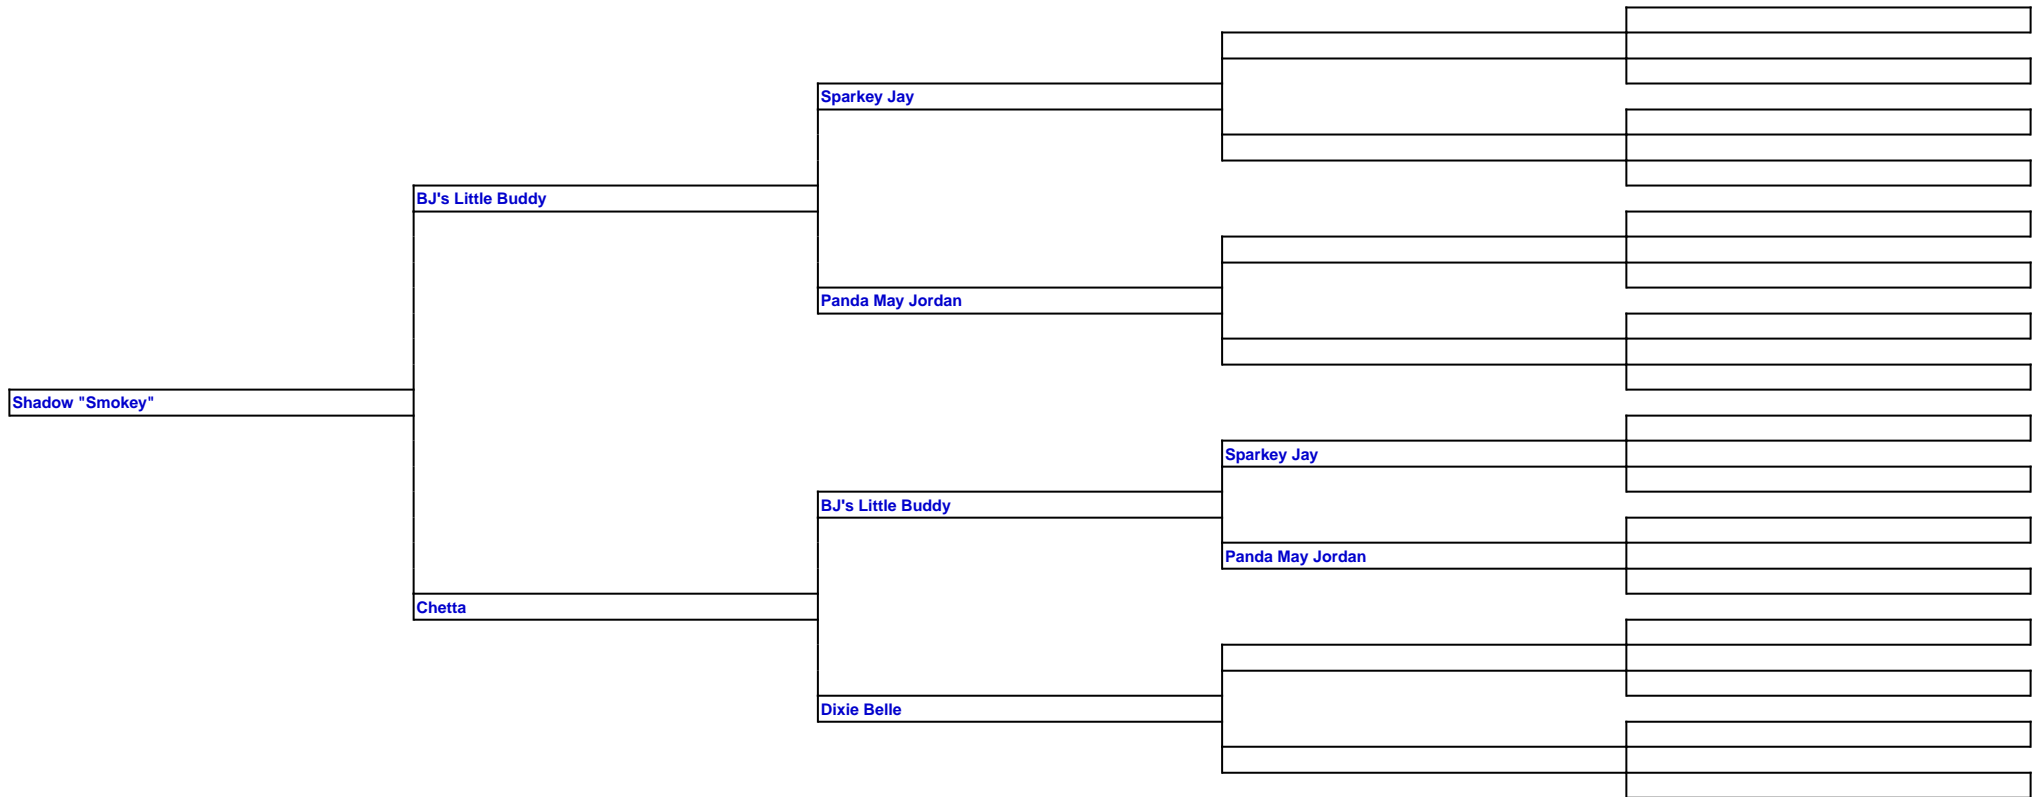 Sparkey Jay
BJ's Little Buddy
Panda May Jordan
Shadow "Smokey"
Sparkey Jay
BJ's Little Buddy
Panda May Jordan
Chetta
Dixie Belle